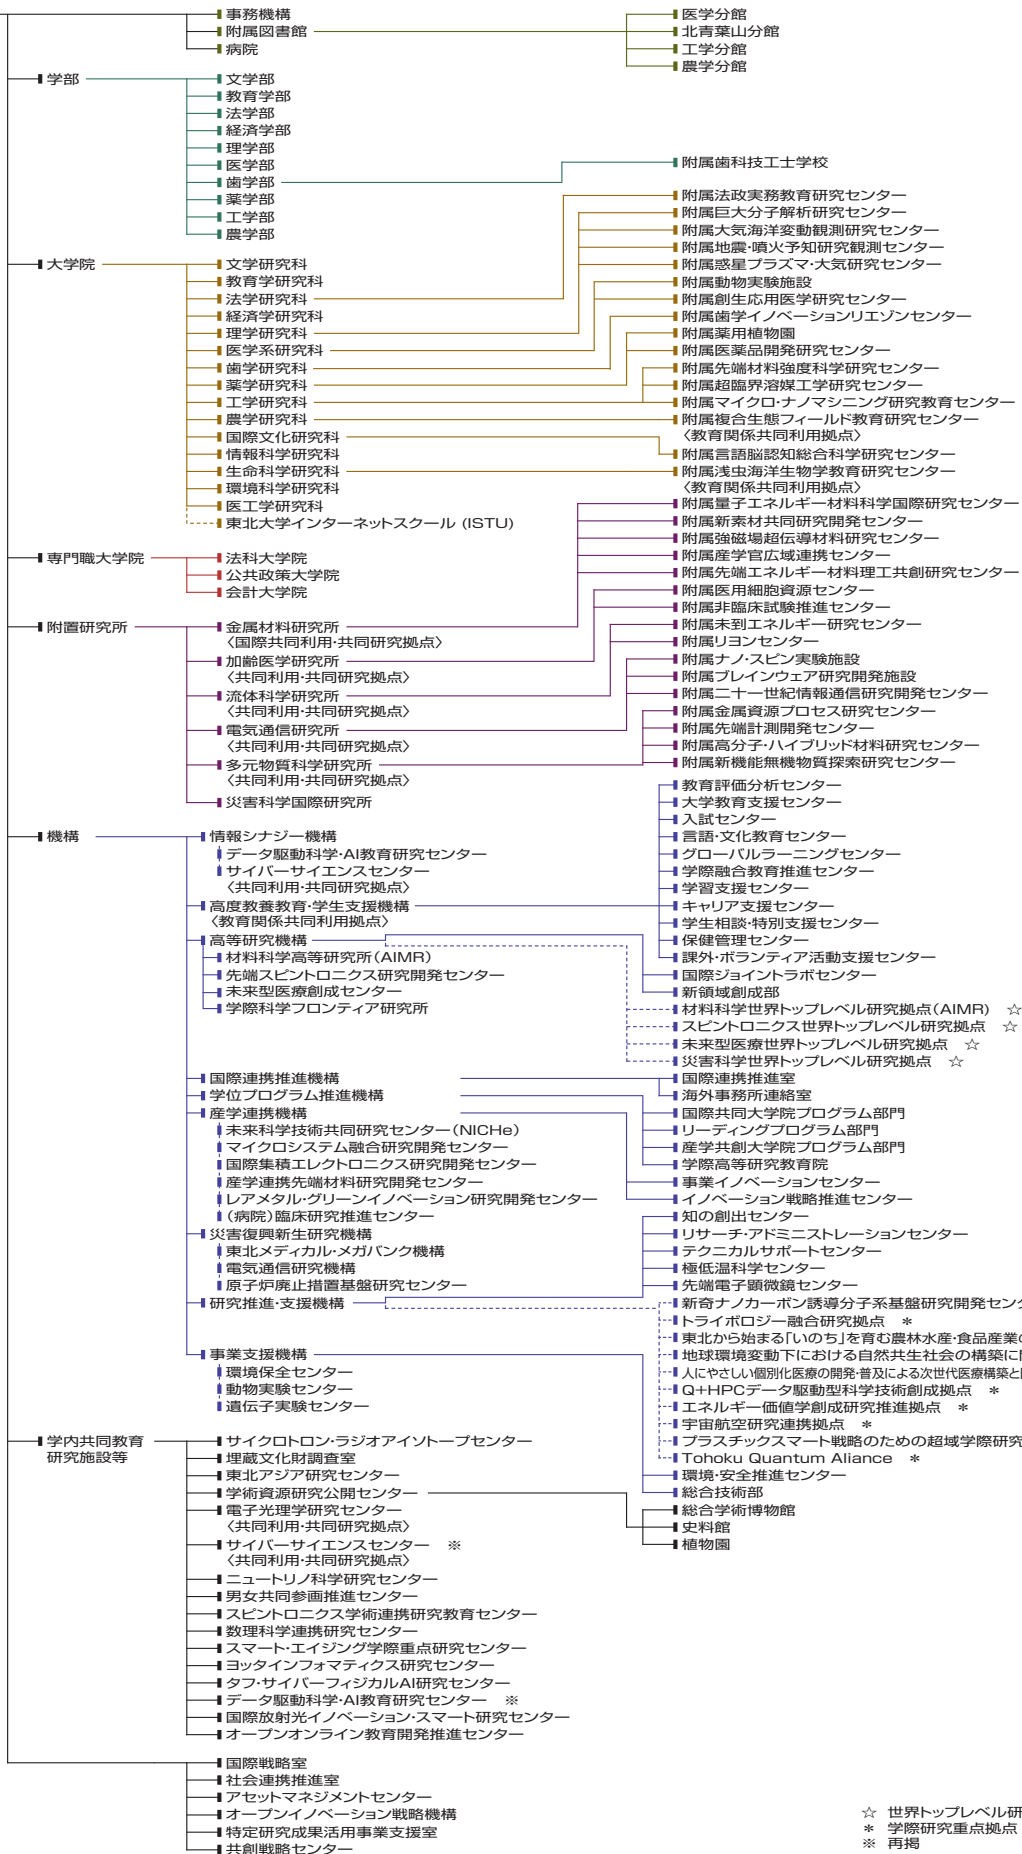 事務機構
附属図書館
病院
医学分館
北青葉山分館
工学分館
農学分館
学部
文学部
教育学部
法学部
経済学部
理学部
医学部
歯学部
薬学部
工学部
農学部
附属歯科技工士学校
大学院
文学研究科
教育学研究科
法学研究科
経済学研究科
理学研究科
医学系研究科
歯学研究科
薬学研究科
工学研究科
農学研究科
国際文化研究科
情報科学研究科
生命科学研究科
環境科学研究科
医工学研究科
東北大学インターネットスクール (ISTU)
附属法政実務教育研究センター
附属巨大分子解析研究センター
附属大気海洋変動観測研究センター
附属地震・噴火予知研究観測センター
附属惑星プラズマ・大気研究センター
附属動物実験施設
附属創生応用医学研究センター
附属歯学イノベーションリエゾンセンター
附属薬用植物園
附属医薬品開発研究センター
附属先端材料強度科学研究センター
附属超臨界溶媒工学研究センター
附属マイクロ・ナノマシニング研究教育センター
附属複合生態フィールド教育研究センター
〈教育関係共同利用拠点〉
附属言語脳認知総合科学研究センター
附属浅虫海洋生物学教育研究センター
〈教育関係共同利用拠点〉
専門職大学院
法科大学院
公共政策大学院
会計大学院
附置研究所
金属材料研究所
〈国際共同利用・共同研究拠点〉
加齢医学研究所
〈共同利用・共同研究拠点〉
流体科学研究所
〈共同利用・共同研究拠点〉
電気通信研究所
〈共同利用・共同研究拠点〉
多元物質科学研究所
〈共同利用・共同研究拠点〉
災害科学国際研究所
附属量子エネルギー材料科学国際研究センター
附属新素材共同研究開発センター
附属強磁場超伝導材料研究センター
附属産学官広域連携センター
附属先端エネルギー材料理工共創研究センター
附属医用細胞資源センター
附属非臨床試験推進センター
附属未到エネルギー研究センター
附属リヨンセンター
附属ナノ・スピン実験施設
附属ブレインウェア研究開発施設
附属二十一世紀情報通信研究開発センター
附属金属資源プロセス研究センター
附属先端計測開発センター
附属高分子・ハイブリッド材料研究センター
附属新機能無機物質探索研究センター
機構
情報シナジー機構
データ駆動科学・AI教育研究センター
サイバーサイエンスセンター
〈共同利用・共同研究拠点〉
高度教養教育・学生支援機構
〈教育関係共同利用拠点〉
高等研究機構
材料科学高等研究所(AIMR)
先端スピントロニクス研究開発センター
未来型医療創成センター
学際科学フロンティア研究所
国際連携推進機構
学位プログラム推進機構
産学連携機構
未来科学技術共同研究センター(NICHe)
マイクロシステム融合研究開発センター
国際集積エレクトロニクス研究開発センター
産学連携先端材料研究開発センター
レアメタル・グリーンイノベーション研究開発センター
(病院)臨床研究推進センター
災害復興新生研究機構
東北メディカル・メガバンク機構
電気通信研究機構
原子炉廃止措置基盤研究センター
研究推進・支援機構
事業支援機構
環境保全センター
動物実験センター
遺伝子実験センター
教育評価分析センター
大学教育支援センター
入試センター
言語・文化教育センター
グローバルラーニングセンター
学際融合教育推進センター
学習支援センター
キャリア支援センター
学生相談・特別支援センター
保健管理センター
課外・ボランティア活動支援センター
国際ジョイントラボセンター
新領域創成部
材料科学世界トップレベル研究拠点(AIMR) ☆
スピントロニクス世界トップレベル研究拠点 ☆
未来型医療世界トップレベル研究拠点 ☆
災害科学世界トップレベル研究拠点 ☆
国際連携推進室
海外事務所連絡室
国際共同大学院プログラム部門
リーディングプログラム部門
産学共創大学院プログラム部門
学際高等研究教育院
事業イノベーションセンター
イノベーション戦略推進センター
知の創出センター
リサーチ・アドミニストレーションセンター
テクニカルサポートセンター
極低温科学センター
先端電子顕微鏡センター
新奇ナノカーボン誘導分子系基盤研究開発センタ
トライボロジー融合研究拠点 *
東北から始まる「いのち」を育む農林水産・食品産業の
地球環境変動下における自然共生社会の構築に
人にやさしい個別化医療の開発・普及による次世代医療構築と
Q+HPCデータ駆動型科学技術創成拠点 *
エネルギー価値学創成研究推進拠点 *
宇宙航空研究連携拠点 *
プラスチックスマート戦略のための超域学際研究
Tohoku Quantum Aliance *
環境・安全推進センター
総合技術部
学内共同教育
研究施設等
サイクロトロン・ラジオアイソトープセンター
埋蔵文化財調査室
東北アジア研究センター
学術資源研究公開センター
電子光理学研究センター
〈共同利用・共同研究拠点〉
サイバーサイエンスセンター ※
〈共同利用・共同研究拠点〉
ニュートリノ科学研究センター
男女共同参画推進センター
スピントロニクス学術連携研究教育センター
数理科学連携研究センター
スマート・エイジング学際重点研究センター
ヨッタインフォマティクス研究センター
タフ・サイバーフィジカルAI研究センター
データ駆動科学・AI教育研究センター ※
国際放射光イノベーション・スマート研究センター
オープンオンライン教育開発推進センター
総合学術博物館
史料館
植物園
国際戦略室
社会連携推進室
アセットマネジメントセンター
オープンイノベーション戦略機構
特定研究成果活用事業支援室
共創戦略センター
☆ 世界トップレベル研
* 学際研究重点拠点
※ 再掲